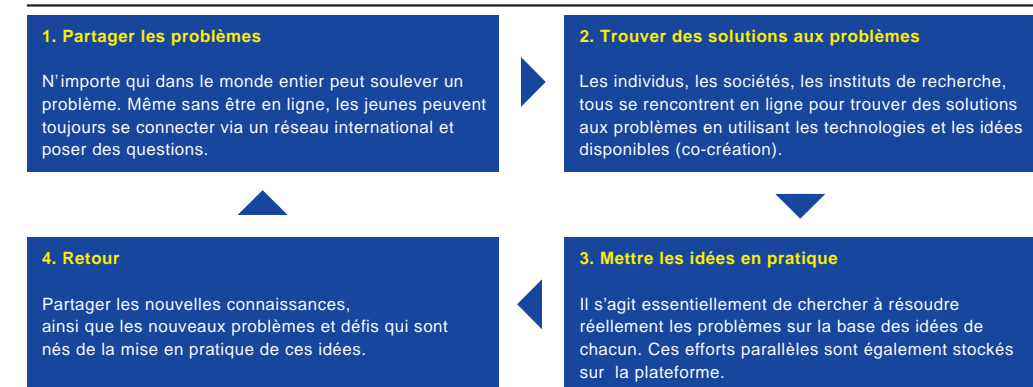 1. Partager les problèmes
N'importe qui dans le monde entier peut soulever un
problème. Même sans être en ligne, les jeunes peuvent
toujours se connecter via un réseau international et
poser des questions.
2. Trouver des solutions aux problèmes
Les individus, les sociétés, les instituts de recherche,
tous se rencontrent en ligne pour trouver des solutions
aux problèmes en utilisant les technologies et les idées
disponibles (co-création).
3. Mettre les idées en pratique
Il s'agit essentiellement de chercher à résoudre
réellement les problèmes sur la base des idées de
chacun. Ces efforts parallèles sont également stockés
sur la plateforme.
4. Retour
Partager les nouvelles connaissances,
ainsi que les nouveaux problèmes et défis qui sont
nés de la mise en pratique de ces idées.